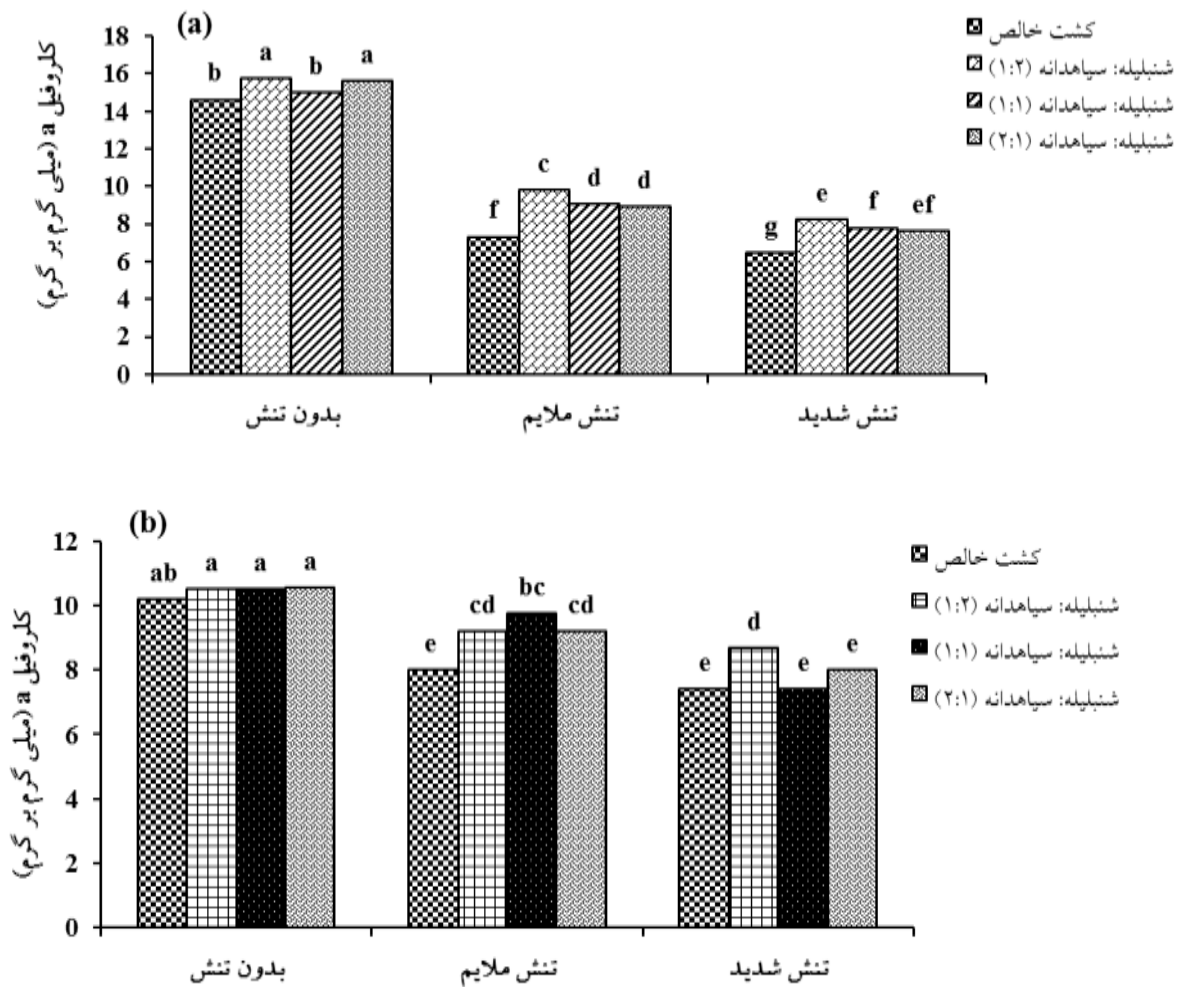 (a)
کلروفیل a (میلی گرم بر گرم)
18
16
14
12
10
8
6
4
2
0
b a b a
f c d d
g e f ef
بدون تنش
تنش ملایم
تنش شدید
کشت خالص
شنبلیله: سیاهدانه (۱:۲)
شنبلیله: سیاهدانه (۱:۱)
شنبلیله: سیاهدانه (۲:۱)
(b)
کلروفیل a (میلی گرم بر گرم)
12
10
8
6
4
2
0
ab a a a
e cd bc cd
e d e e
بدون تنش
تنش ملایم
تنش شدید
کشت خالص
شنبلیله: سیاهدانه (۱:۲)
شنبلیله: سیاهدانه (۱:۱)
شنبلیله: سیاهدانه (۲:۱)